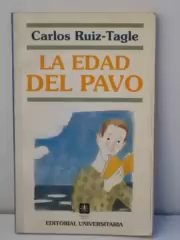 Carlos Ruiz-Tagle
LA EDAD
DEL PAVO
EDITORIAL UNIVERSITARIA